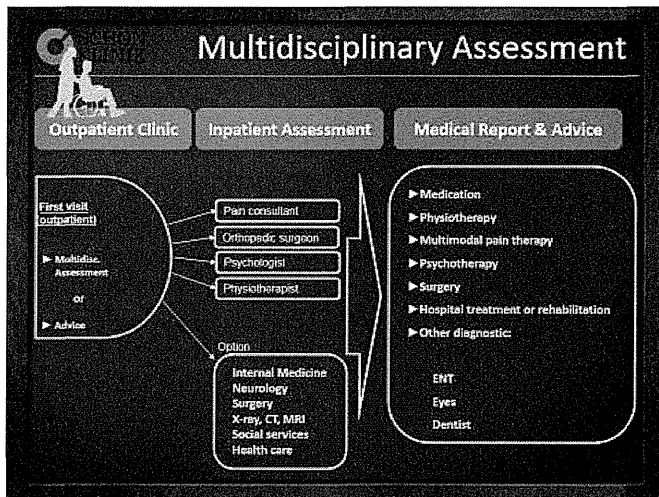 Multidisciplinary Assessment
Outpatient Clinic
Inpatient Assessment
Medical Report & Advice
First visit
outpatient)
► Multidisc.
Assessment
or
► Advice
Pain consultant
Orthopedic surgeon
Psychologist
Physiotherapist
Option
Internal Medicine
Neurology
Surgery
X-ray, CT, MRI
Social services
Health care
►Medication
►Physiotherapy
►Multimodal pain therapy
►Psychotherapy
►Surgery
►Hospital treatment or rehabilitation
►Other diagnostic:
ENT
Eyes
Dentist